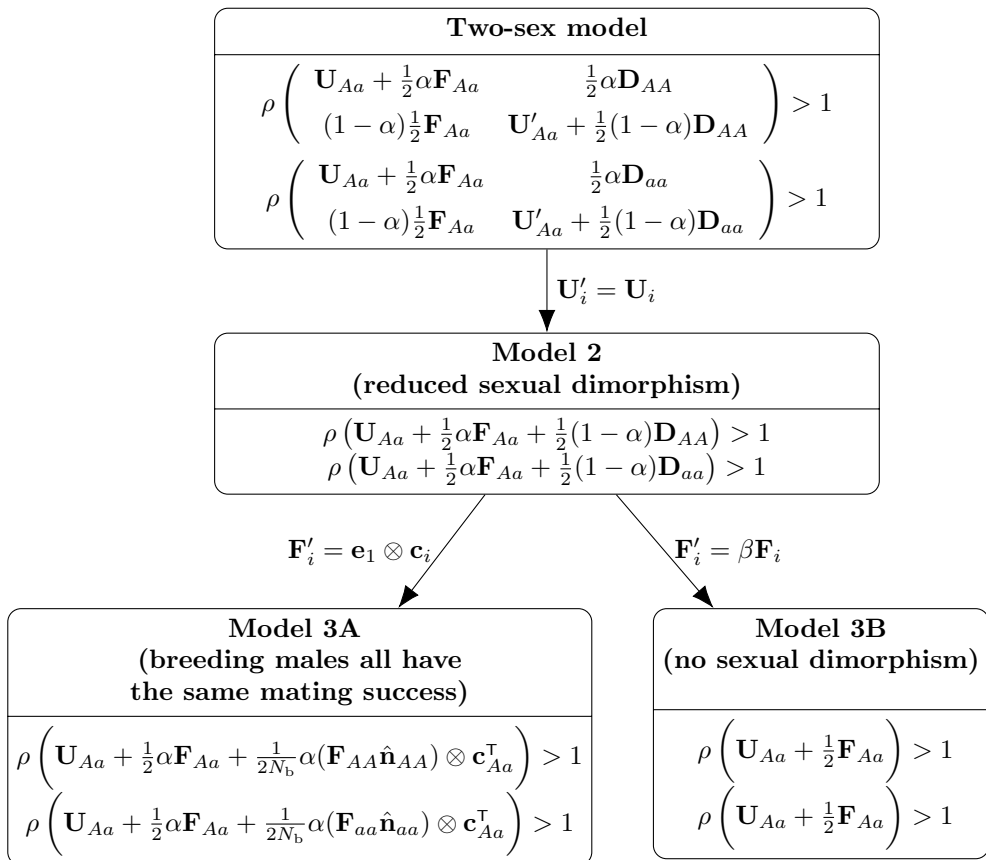 Two-sex model
ρ ( 𝐔_{Aa} + ½α𝐅_{Aa}    ½α𝐃_{AA}
(1 − α)½𝐅_{Aa}    𝐔′_{Aa} + ½(1 − α)𝐃_{AA} ) > 1
ρ ( 𝐔_{Aa} + ½α𝐅_{Aa}    ½α𝐃_{aa}
(1 − α)½𝐅_{Aa}    𝐔′_{Aa} + ½(1 − α)𝐃_{aa} ) > 1
𝐔′_i = 𝐔_i
Model 2
(reduced sexual dimorphism)
ρ (𝐔_{Aa} + ½α𝐅_{Aa} + ½(1 − α)𝐃_{AA}) > 1
ρ (𝐔_{Aa} + ½α𝐅_{Aa} + ½(1 − α)𝐃_{aa}) > 1
𝐅′_i = 𝐞_1 ⊗ 𝐜_i
𝐅′_i = β𝐅_i
Model 3A
(breeding males all have
the same mating success)
ρ (𝐔_{Aa} + ½α𝐅_{Aa} + \frac{1}{2N_b}α(𝐅_{AA}𝐧̂_{AA}) ⊗ 𝐜^⊤_{Aa}) > 1
ρ (𝐔_{Aa} + ½α𝐅_{Aa} + \frac{1}{2N_b}α(𝐅_{aa}𝐧̂_{aa}) ⊗ 𝐜^⊤_{Aa}) > 1
Model 3B
(no sexual dimorphism)
ρ (𝐔_{Aa} + ½𝐅_{Aa}) > 1
ρ (𝐔_{Aa} + ½𝐅_{Aa}) > 1